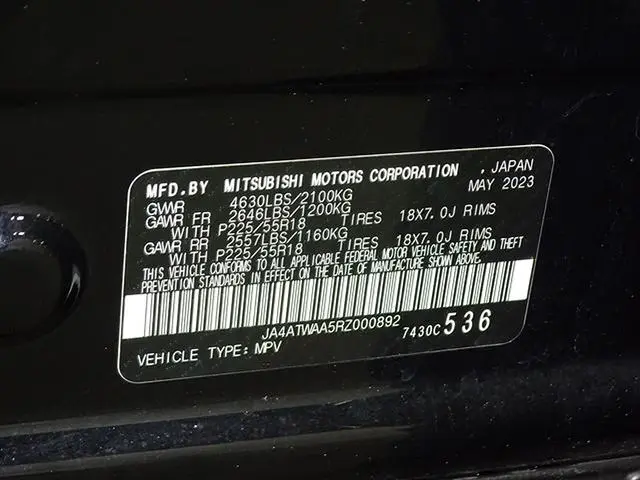 MFD. BY MITSUBISHI MOTORS CORPORATION , JAPAN
MAY 2023
GVWR 4630LBS/2100KG
GAWR FR 2646LBS/1200KG
WITH P225/55R18 TIRES 18X7.0J RIMS
GAWR RR 2557LBS/1160KG
WITH P225/55R18 TIRES 18X7.0J RIMS
THIS VEHICLE CONFORMS TO ALL APPLICABLE FEDERAL MOTOR VEHICLE SAFETY AND THEFT
PREVENTION STANDARDS IN EFFECT ON THE DATE OF MANUFACTURE SHOWN ABOVE.
JA4ATWAA5RZ000892
7430C 536
VEHICLE TYPE: MPV